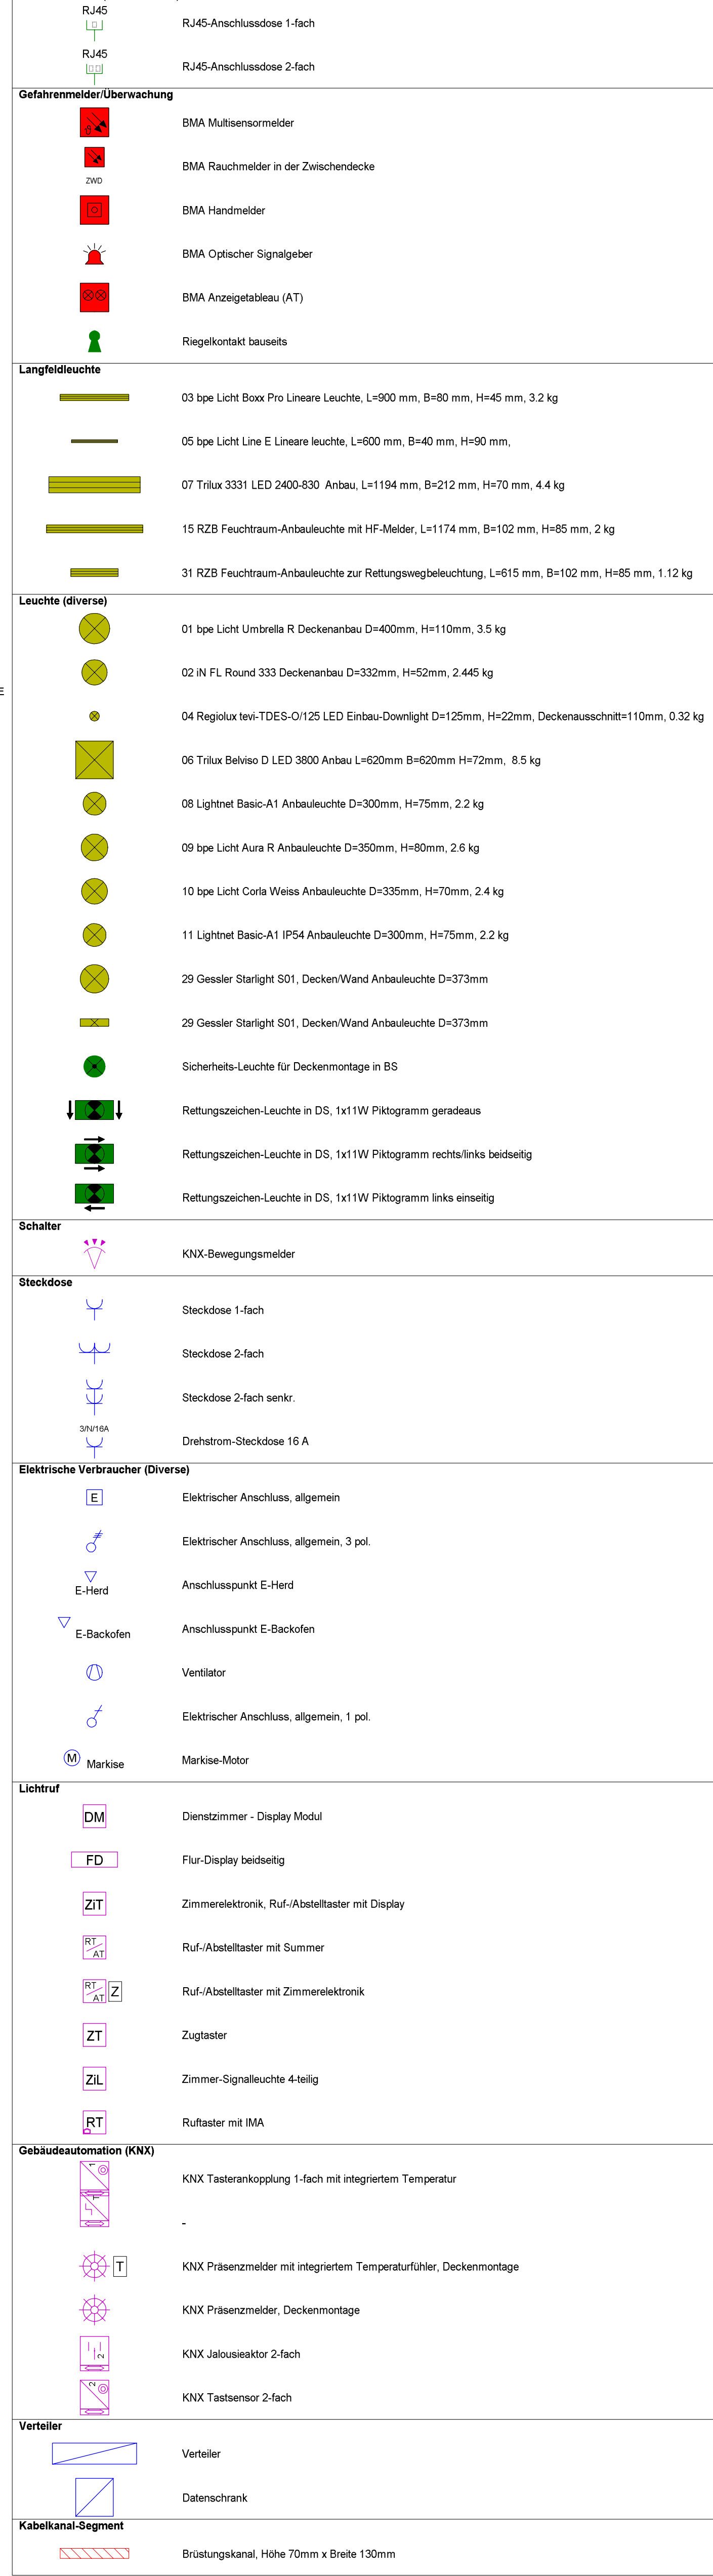 RJ45
RJ45-Anschlussdose 1-fach
RJ45
RJ45-Anschlussdose 2-fach
Gefahrenmelder/Überwachung
BMA Multisensormelder
BMA Rauchmelder in der Zwischendecke
ZWD
BMA Handmelder
BMA Optischer Signalgeber
BMA Anzeigetableau (AT)
Riegelkontakt bauseits
Langfeldleuchte
03 bpe Licht Boxx Pro Lineare Leuchte, L=900 mm, B=80 mm, H=45 mm, 3.2 kg
05 bpe Licht Line E Lineare leuchte, L=600 mm, B=40 mm, H=90 mm,
07 Trilux 3331 LED 2400-830 Anbau, L=1194 mm, B=212 mm, H=70 mm, 4.4 kg
15 RZB Feuchtraum-Anbauleuchte mit HF-Melder, L=1174 mm, B=102 mm, H=85 mm, 2 kg
31 RZB Feuchtraum-Anbauleuchte zur Rettungswegbeleuchtung, L=615 mm, B=102 mm, H=85 mm, 1.12 kg
Leuchte (diverse)
01 bpe Licht Umbrella R Deckenanbau D=400mm, H=110mm, 3.5 kg
02 iN FL Round 333 Deckenanbau D=332mm, H=52mm, 2.445 kg
E
04 Regiolux tevi-TDES-O/125 LED Einbau-Downlight D=125mm, H=22mm, Deckenausschnitt=110mm, 0.32 kg
06 Trilux Belviso D LED 3800 Anbau L=620mm B=620mm H=72mm, 8.5 kg
08 Lightnet Basic-A1 Anbauleuchte D=300mm, H=75mm, 2.2 kg
09 bpe Licht Aura R Anbauleuchte D=350mm, H=80mm, 2.6 kg
10 bpe Licht Corla Weiss Anbauleuchte D=335mm, H=70mm, 2.4 kg
11 Lightnet Basic-A1 IP54 Anbauleuchte D=300mm, H=75mm, 2.2 kg
29 Gessler Starlight S01, Decken/Wand Anbauleuchte D=373mm
29 Gessler Starlight S01, Decken/Wand Anbauleuchte D=373mm
Sicherheits-Leuchte für Deckenmontage in BS
Rettungszeichen-Leuchte in DS, 1x11W Piktogramm geradeaus
Rettungszeichen-Leuchte in DS, 1x11W Piktogramm rechts/links beidseitig
Rettungszeichen-Leuchte in DS, 1x11W Piktogramm links einseitig
Schalter
KNX-Bewegungsmelder
Steckdose
Steckdose 1-fach
Steckdose 2-fach
Steckdose 2-fach senkr.
3/N/16A
Drehstrom-Steckdose 16 A
Elektrische Verbraucher (Diverse)
E
Elektrischer Anschluss, allgemein
Elektrischer Anschluss, allgemein, 3 pol.
E-Herd
Anschlusspunkt E-Herd
E-Backofen
Anschlusspunkt E-Backofen
Ventilator
Elektrischer Anschluss, allgemein, 1 pol.
M Markise
Markise-Motor
Lichtruf
DM
Dienstzimmer - Display Modul
FD
Flur-Display beidseitig
ZiT
Zimmerelektronik, Ruf-/Abstelltaster mit Display
RT
AT
Ruf-/Abstelltaster mit Summer
RT
AT
Z
Ruf-/Abstelltaster mit Zimmerelektronik
ZT
Zugtaster
ZiL
Zimmer-Signalleuchte 4-teilig
RT
Ruftaster mit IMA
Gebäudeautomation (KNX)
1
KNX Tasterankopplung 1-fach mit integriertem Temperatur
T
-
T
KNX Präsenzmelder mit integriertem Temperaturfühler, Deckenmontage
KNX Präsenzmelder, Deckenmontage
2
KNX Jalousieaktor 2-fach
2
KNX Tastsensor 2-fach
Verteiler
Verteiler
Datenschrank
Kabelkanal-Segment
Brüstungskanal, Höhe 70mm x Breite 130mm